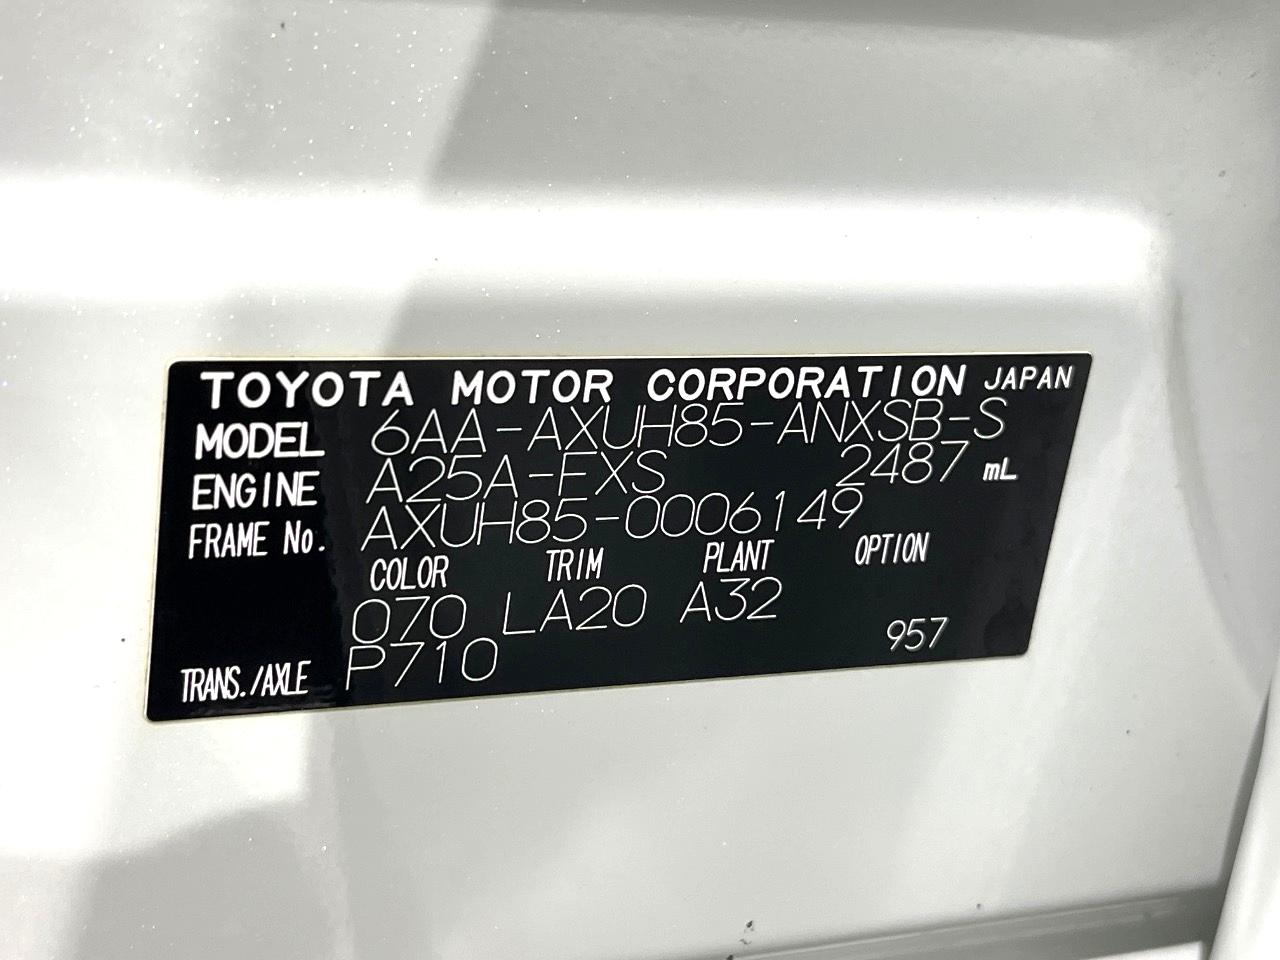 TOYOTA MOTOR CORPORATION JAPAN
MODEL 6AA-AXUH85-ANXSB-S
ENGINE A25A-FXS 2487 mL
FRAME No. AXUH85-0006149
COLOR TRIM PLANT OPTION
070 LA20 A32
TRANS./AXLE P710 957